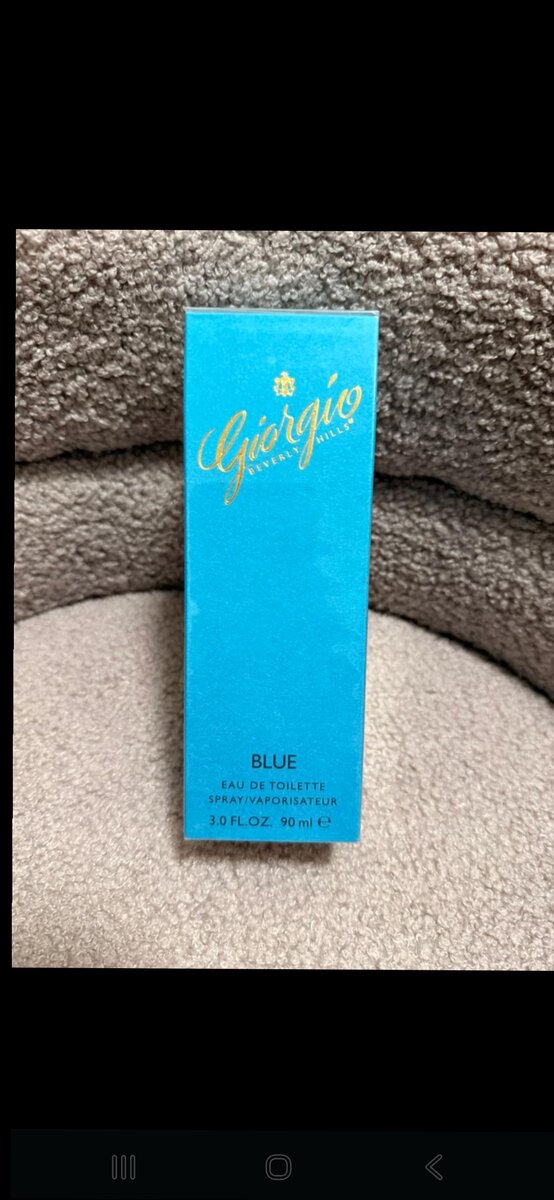 Giorgio
BEVERLY HILLS®
BLUE
EAU DE TOILETTE
SPRAY/VAPORISATEUR
3.0 FL.OZ. 90 ml ℮